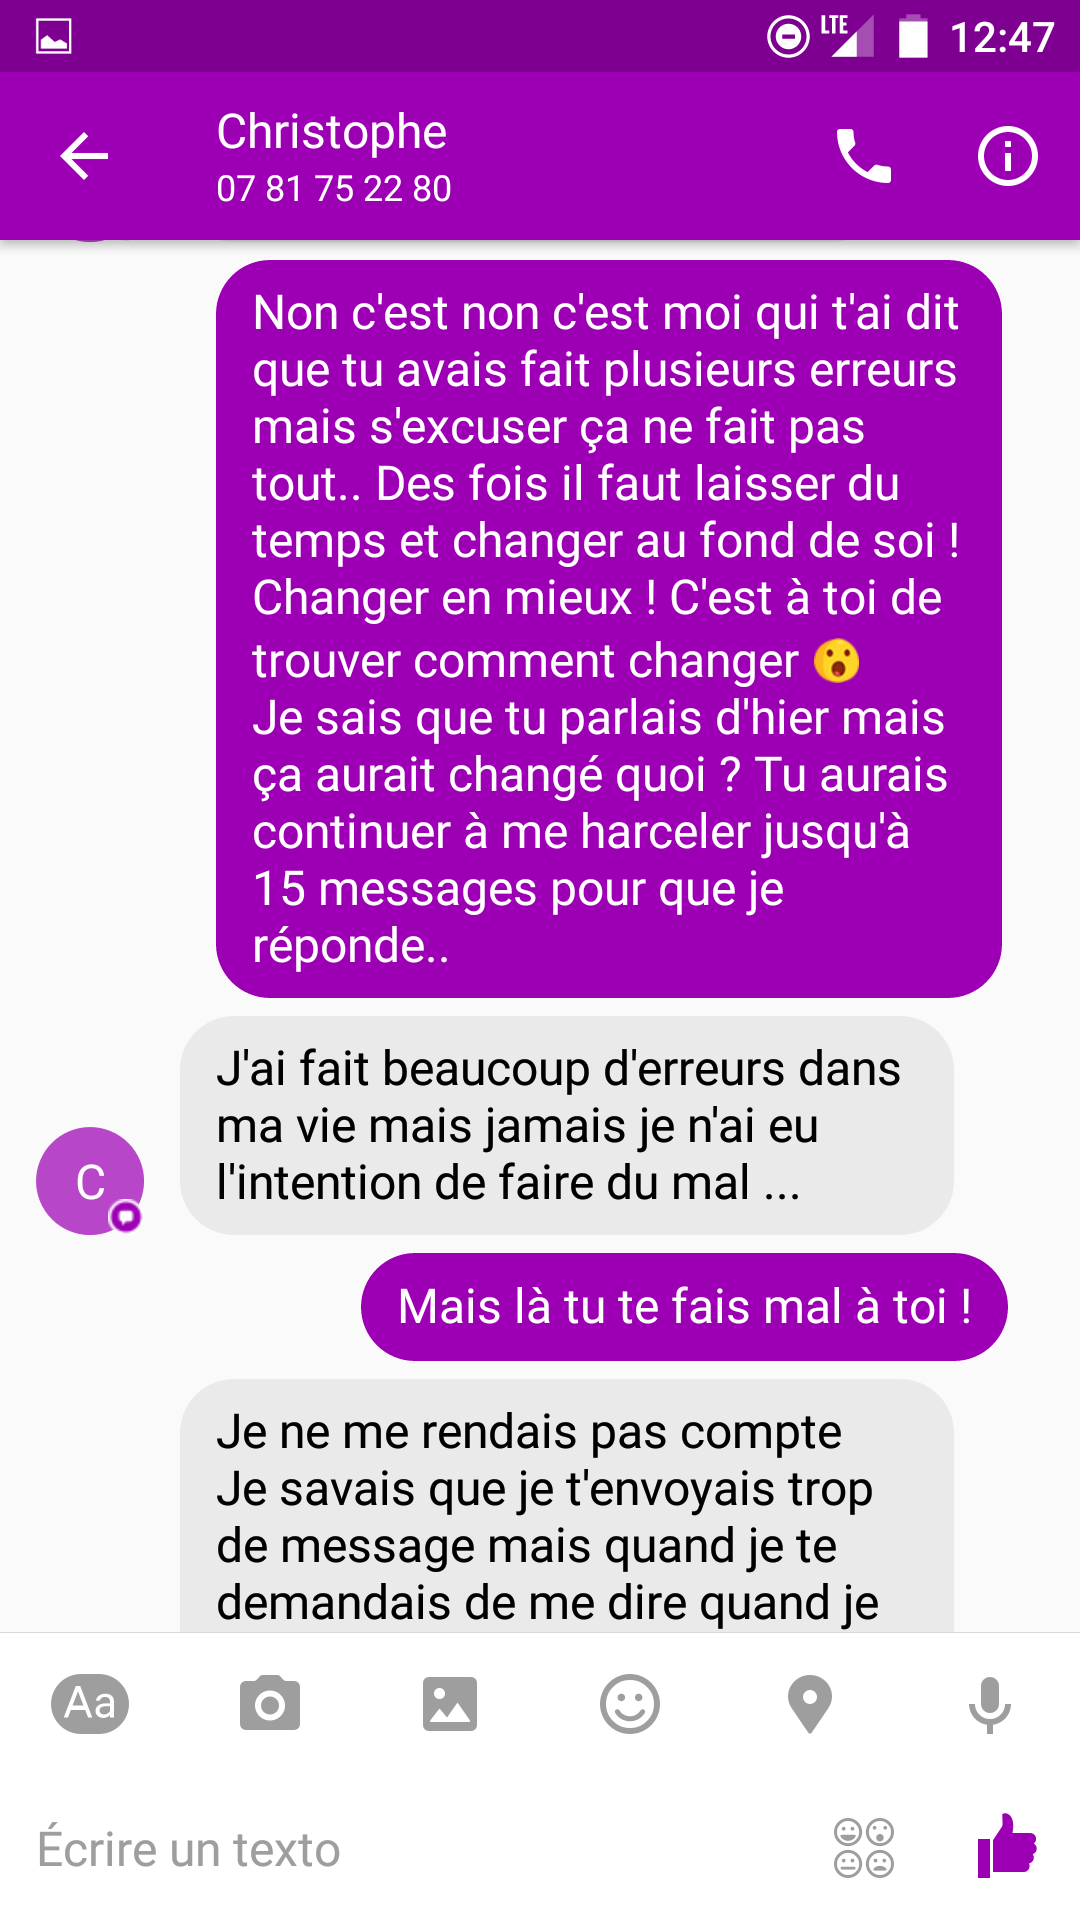 LTE 12:47
Christophe
07 81 75 22 80
Non c'est non c'est moi qui t'ai dit
que tu avais fait plusieurs erreurs
mais s'excuser ça ne fait pas
tout.. Des fois il faut laisser du
temps et changer au fond de soi !
Changer en mieux ! C'est à toi de
trouver comment changer 😮
Je sais que tu parlais d'hier mais
ça aurait changé quoi ? Tu aurais
continuer à me harceler jusqu'à
15 messages pour que je
réponde..
J'ai fait beaucoup d'erreurs dans
ma vie mais jamais je n'ai eu
l'intention de faire du mal ...
C
Mais là tu te fais mal à toi !
Je ne me rendais pas compte
Je savais que je t'envoyais trop
de message mais quand je te
demandais de me dire quand je
Aa
Écrire un texto